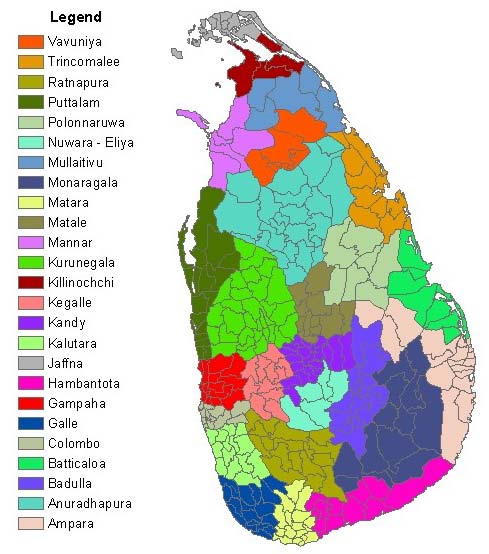 Legend
Vavuniya
Trincomalee
Ratnapura
Puttalam
Polonnaruwa
Nuwara - Eliya
Mullaitivu
Monaragala
Matara
Matale
Mannar
Kurunegala
Killinochchi
Kegalle
Kandy
Kalutara
Jaffna
Hambantota
Gampaha
Galle
Colombo
Batticaloa
Badulla
Anuradhapura
Ampara